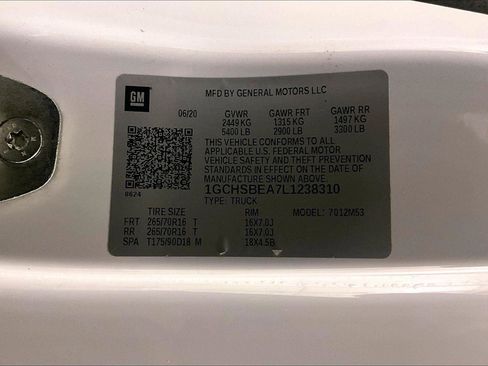 GM
MFD BY GENERAL MOTORS LLC
06/20 GVWR GAWR FRT GAWR RR
2449 KG 1315 KG 1497 KG
5400 LB 2900 LB 3300 LB
THIS VEHICLE CONFORMS TO ALL
APPLICABLE U.S. FEDERAL MOTOR
VEHICLE SAFETY AND THEFT PREVENTION
STANDARDS IN EFFECT ON THE DATE OF
MANUFACTURE SHOWN ABOVE.
1GCHSBEA7L1238310
0624 TYPE: TRUCK
TIRE SIZE RIM MODEL: 7012M53
FRT 265/70R16 T 16X7.0J
RR 265/70R16 T 16X7.0J
SPA T175/90D18 M 18X4.5B